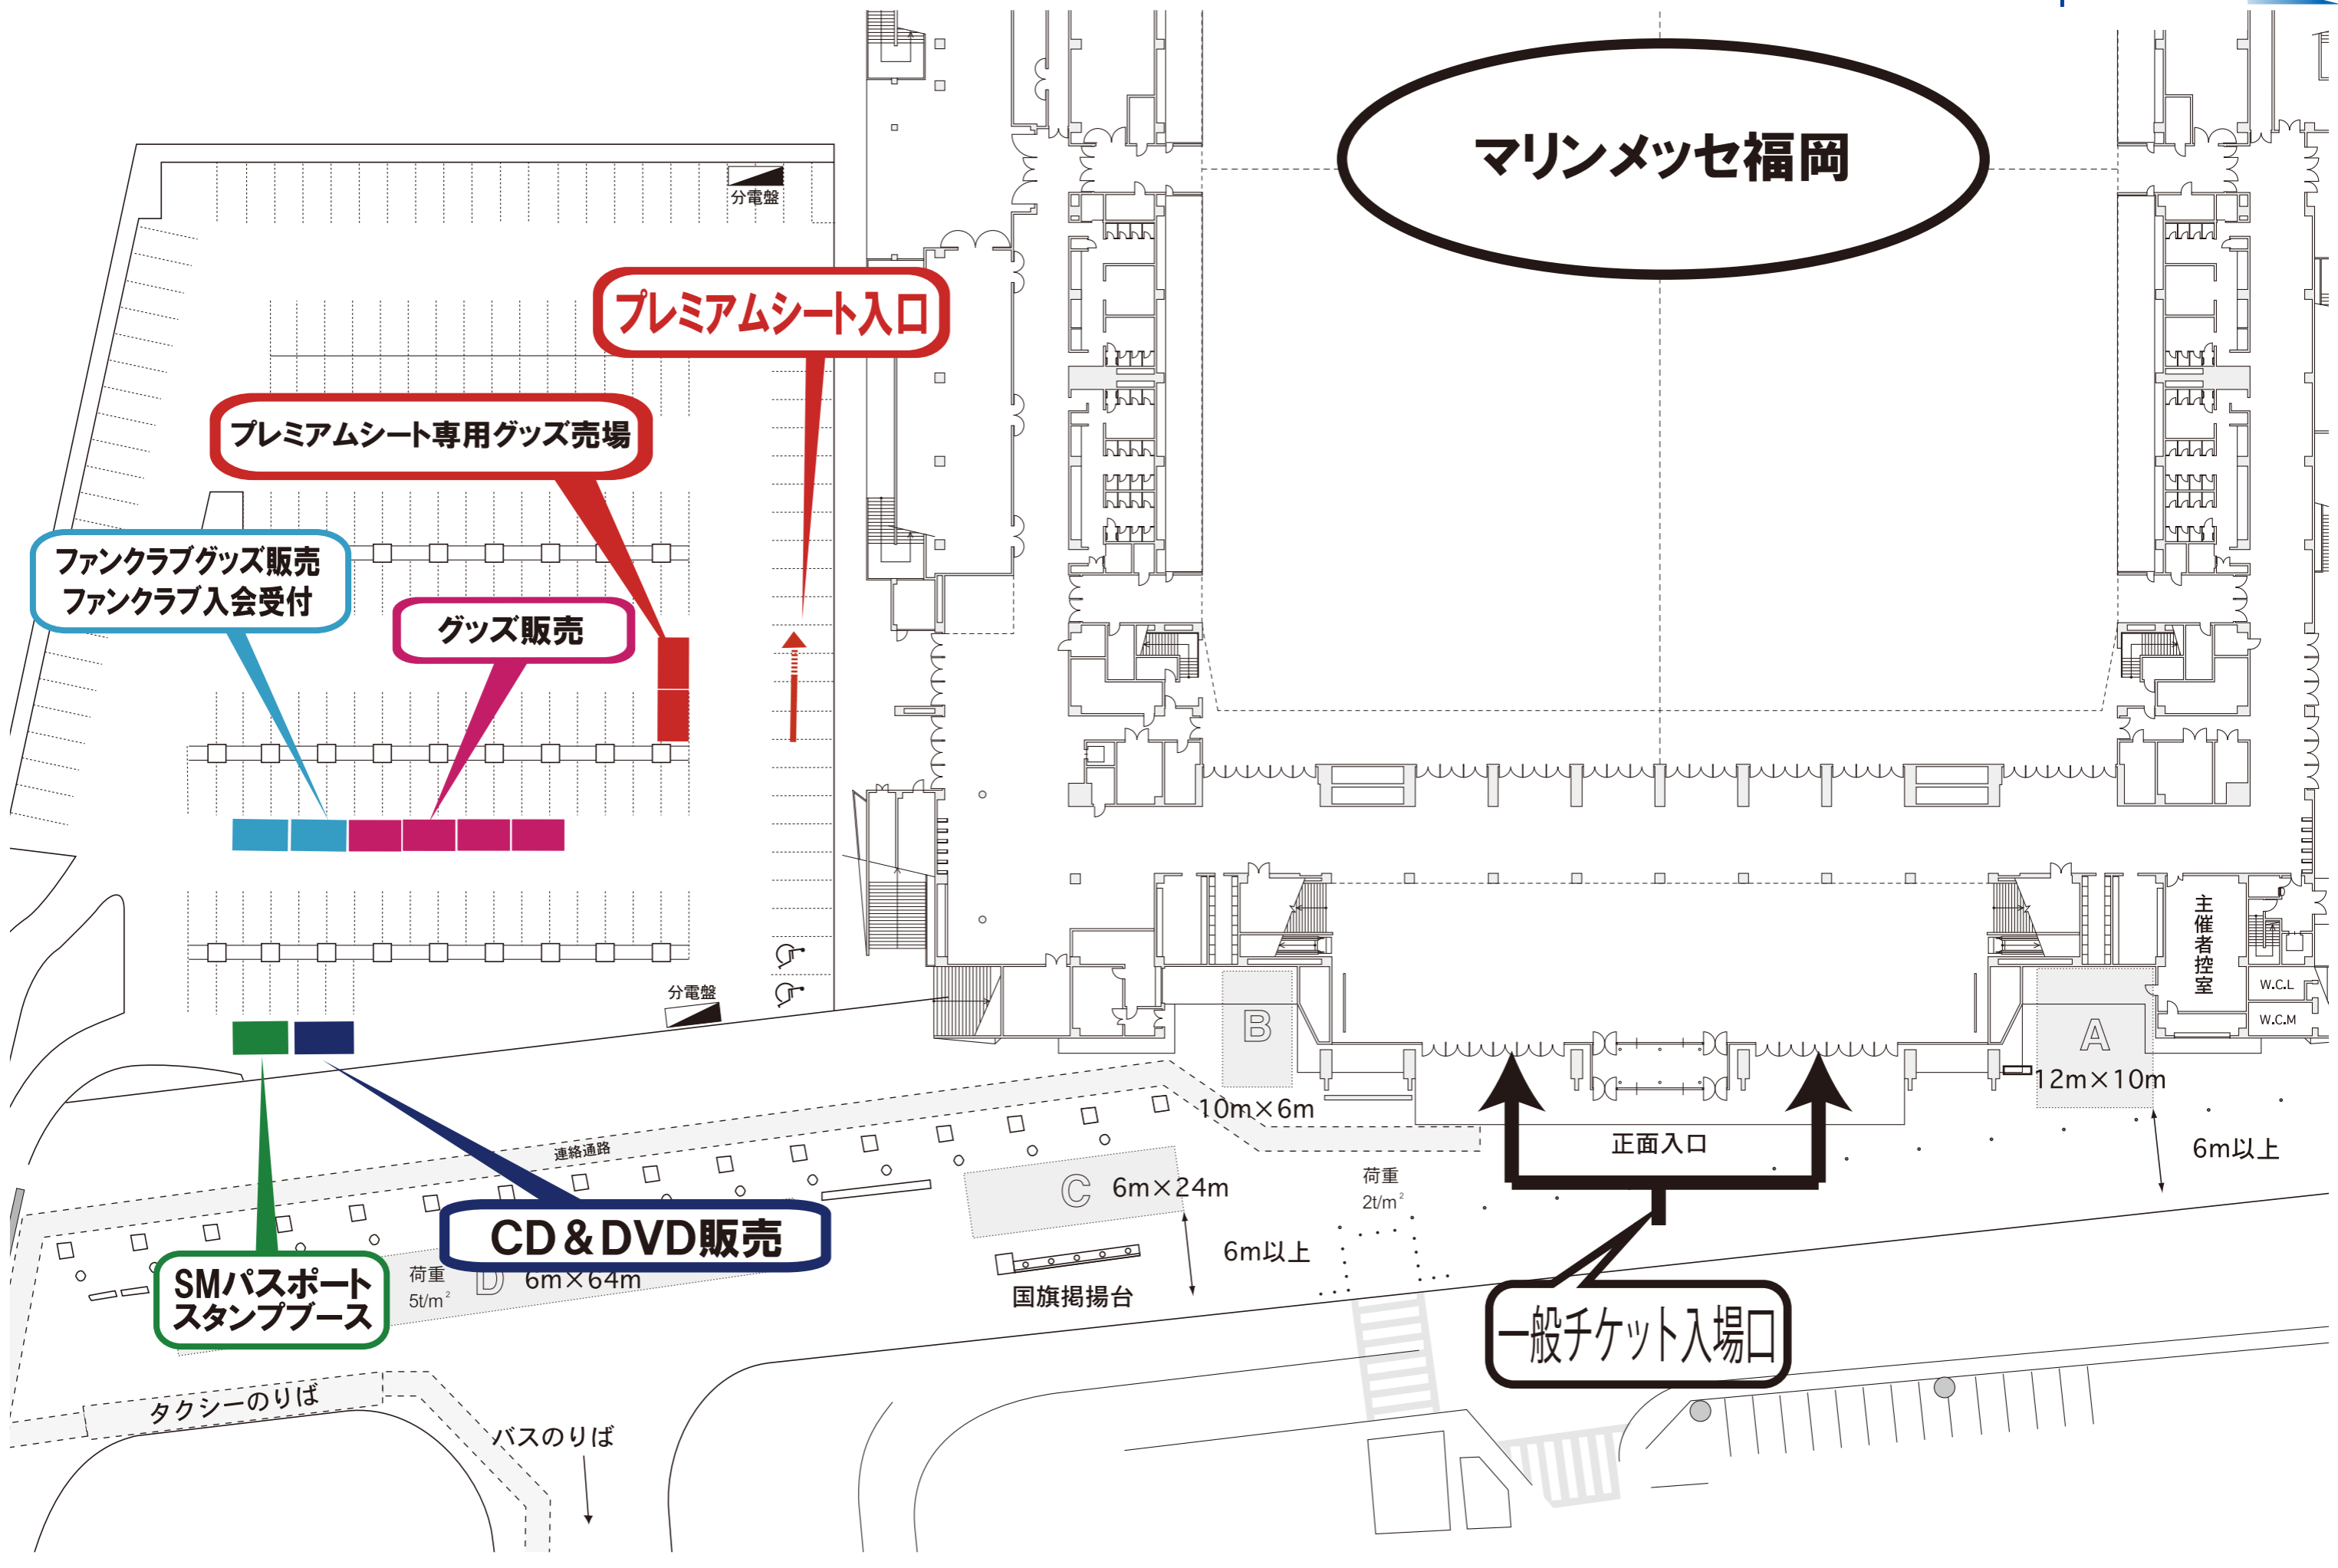 マリンメッセ福岡
分電盤
プレミアムシート入口
プレミアムシート専用グッズ売場
ファンクラブグッズ販売
ファンクラブ入会受付
グッズ販売
主催者控室
W.C.L
W.C.M
分電盤
B
A
10m×6m
12m×10m
正面入口
6m以上
連絡通路
C
6m×24m
荷重
2t/m²
CD＆DVD販売
6m以上
SMパスポート
スタンプブース
荷重
5t/m²
D
6m×64m
国旗掲揚台
一般チケット入場口
タクシーのりば
バスのりば